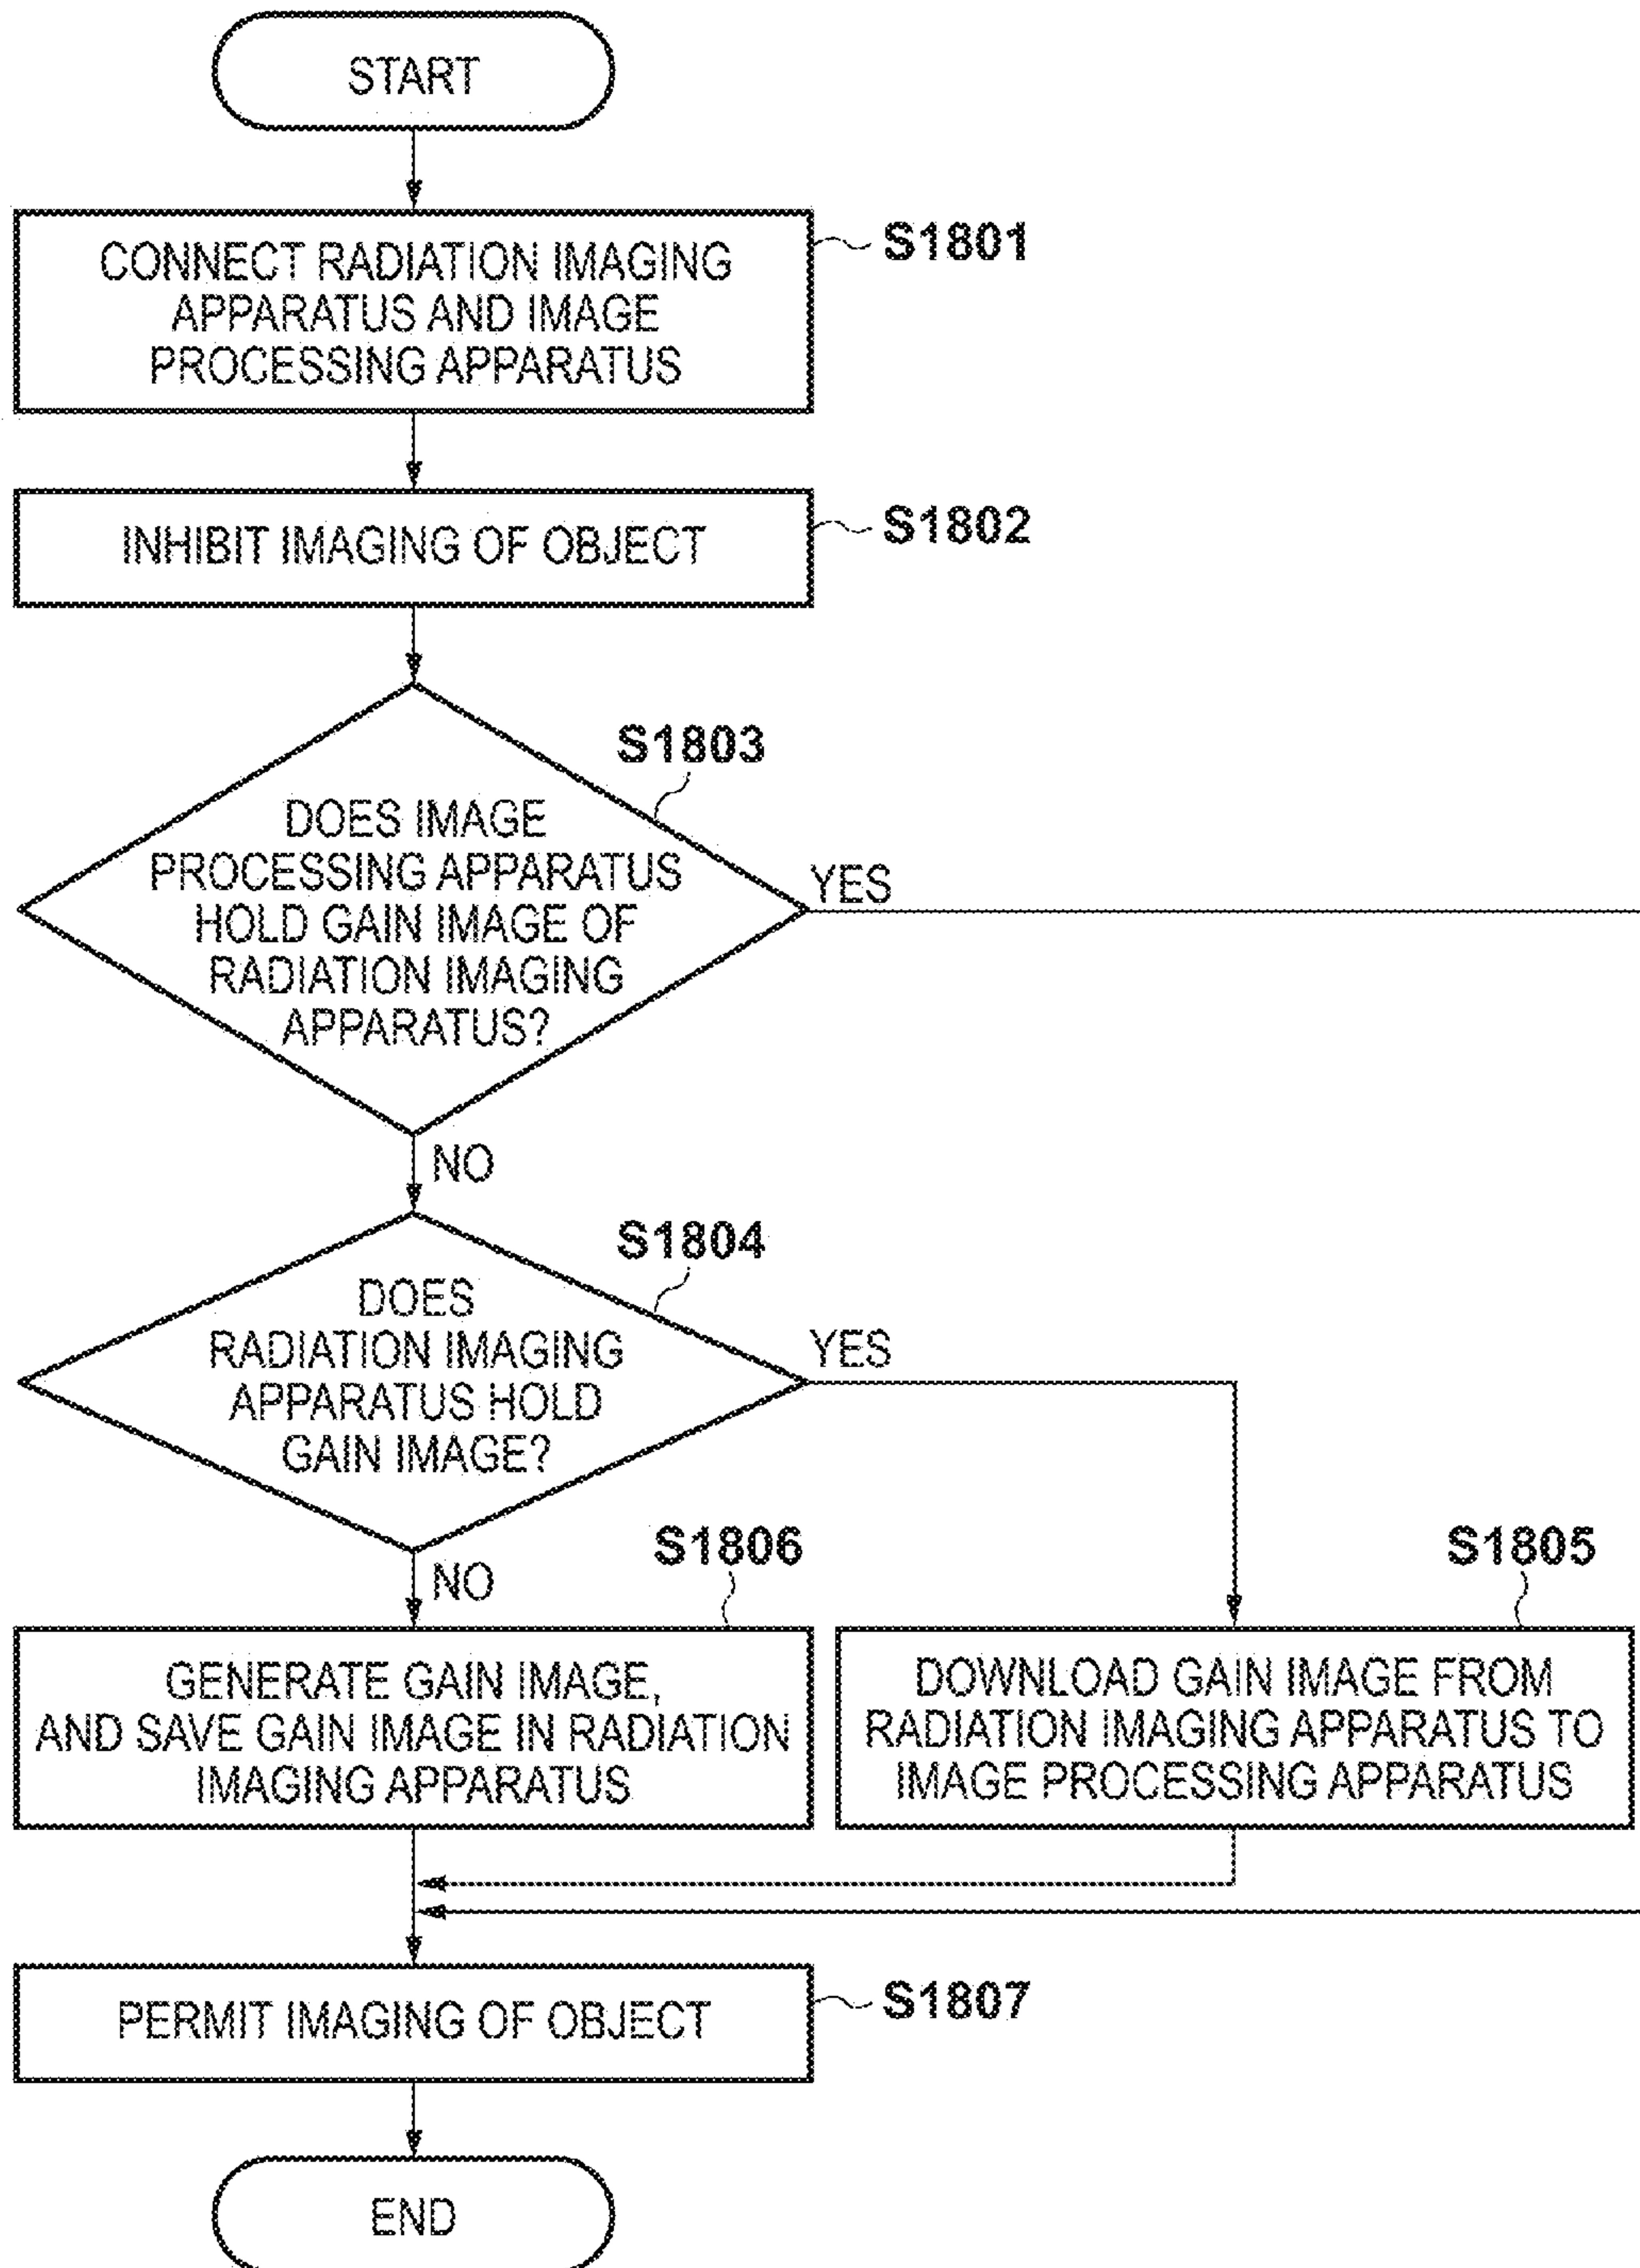 START
CONNECT RADIATION IMAGING
APPARATUS AND IMAGE
PROCESSING APPARATUS
S1801
INHIBIT IMAGING OF OBJECT
S1802
S1803
DOES IMAGE
PROCESSING APPARATUS
HOLD GAIN IMAGE OF
RADIATION IMAGING
APPARATUS?
YES
NO
S1804
DOES
RADIATION IMAGING
APPARATUS HOLD
GAIN IMAGE?
YES
NO
S1806
GENERATE GAIN IMAGE,
AND SAVE GAIN IMAGE IN RADIATION
IMAGING APPARATUS
S1805
DOWNLOAD GAIN IMAGE FROM
RADIATION IMAGING APPARATUS TO
IMAGE PROCESSING APPARATUS
PERMIT IMAGING OF OBJECT
S1807
END